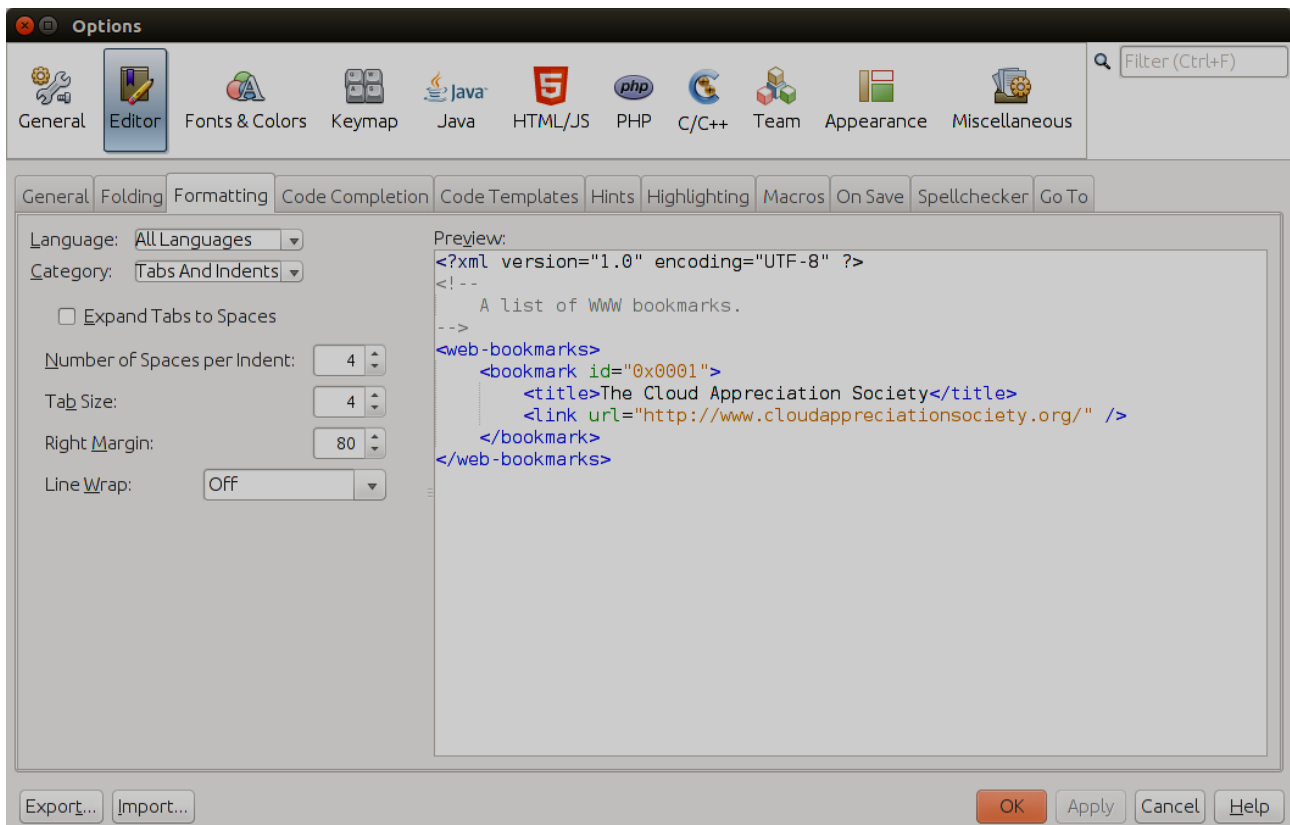 Options
Filter (Ctrl+F)
General Editor Fonts & Colors Keymap Java HTML/JS PHP C/C++ Team Appearance Miscellaneous
General Folding Formatting Code Completion Code Templates Hints Highlighting Macros On Save Spellchecker Go To
Language: All Languages
Category: Tabs And Indents
Expand Tabs to Spaces
Number of Spaces per Indent: 4
Tab Size: 4
Right Margin: 80
Line Wrap: Off
Preview:
<?xml version="1.0" encoding="UTF-8" ?>
<!--
    A list of WWW bookmarks.
-->
<web-bookmarks>
    <bookmark id="0x0001">
        <title>The Cloud Appreciation Society</title>
        <link url="http://www.cloudappreciationsociety.org/" />
    </bookmark>
</web-bookmarks>
Export... Import... OK Apply Cancel Help